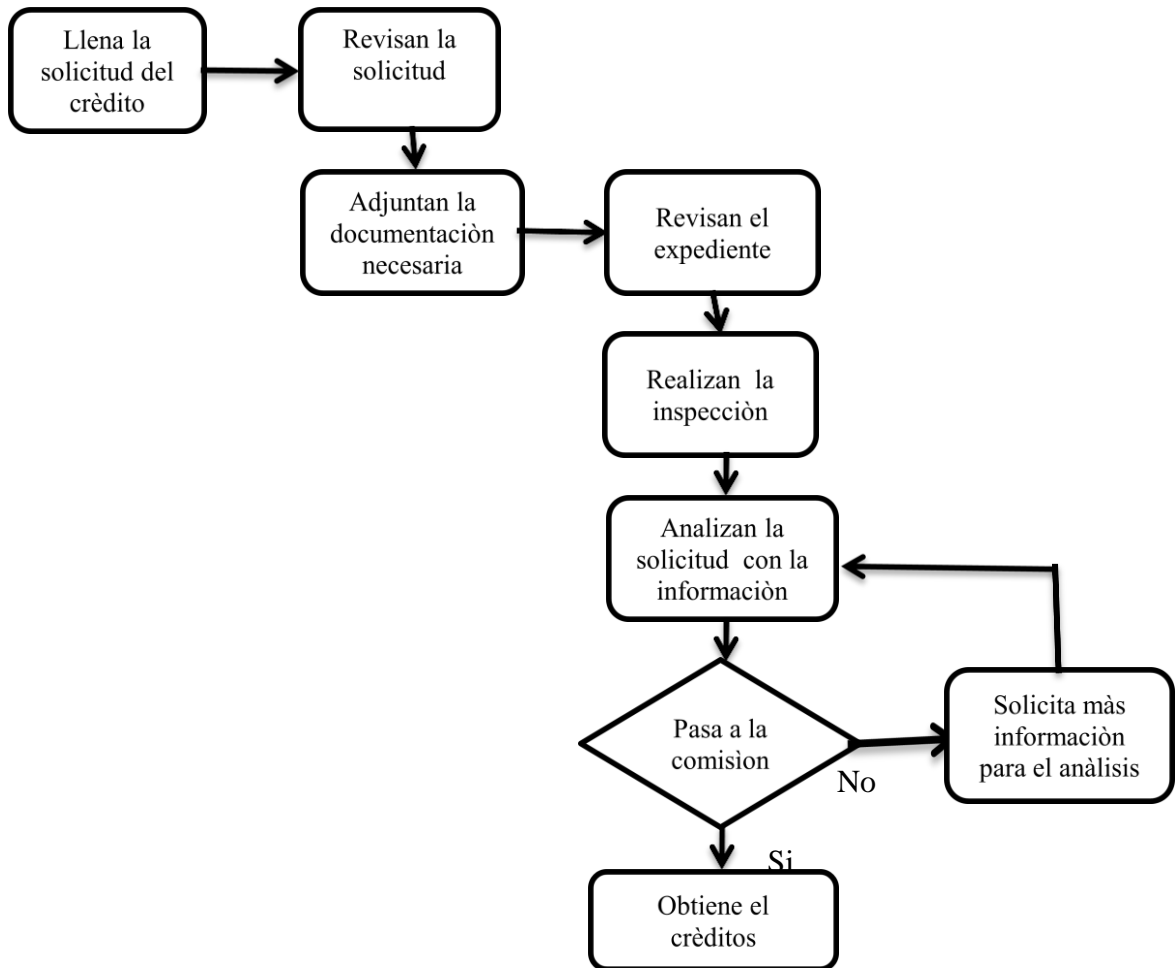 Llena la
solicitud del
crèdito
Revisan la
solicitud
Adjuntan la
documentaciòn
necesaria
Revisan el
expediente
Realizan  la
inspecciòn
Analizan la
solicitud  con la
informaciòn
Pasa a la
comisìon
No
Solicita màs
informaciòn
para el anàlisis
Si
Obtiene el
crèditos